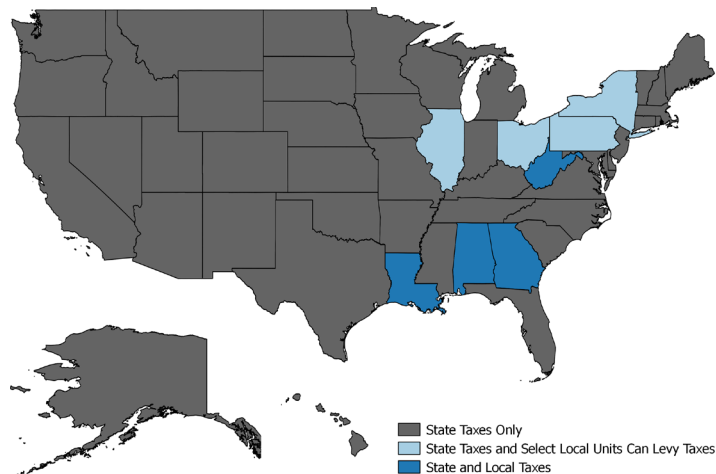 State Taxes Only
State Taxes and Select Local Units Can Levy Taxes
State and Local Taxes